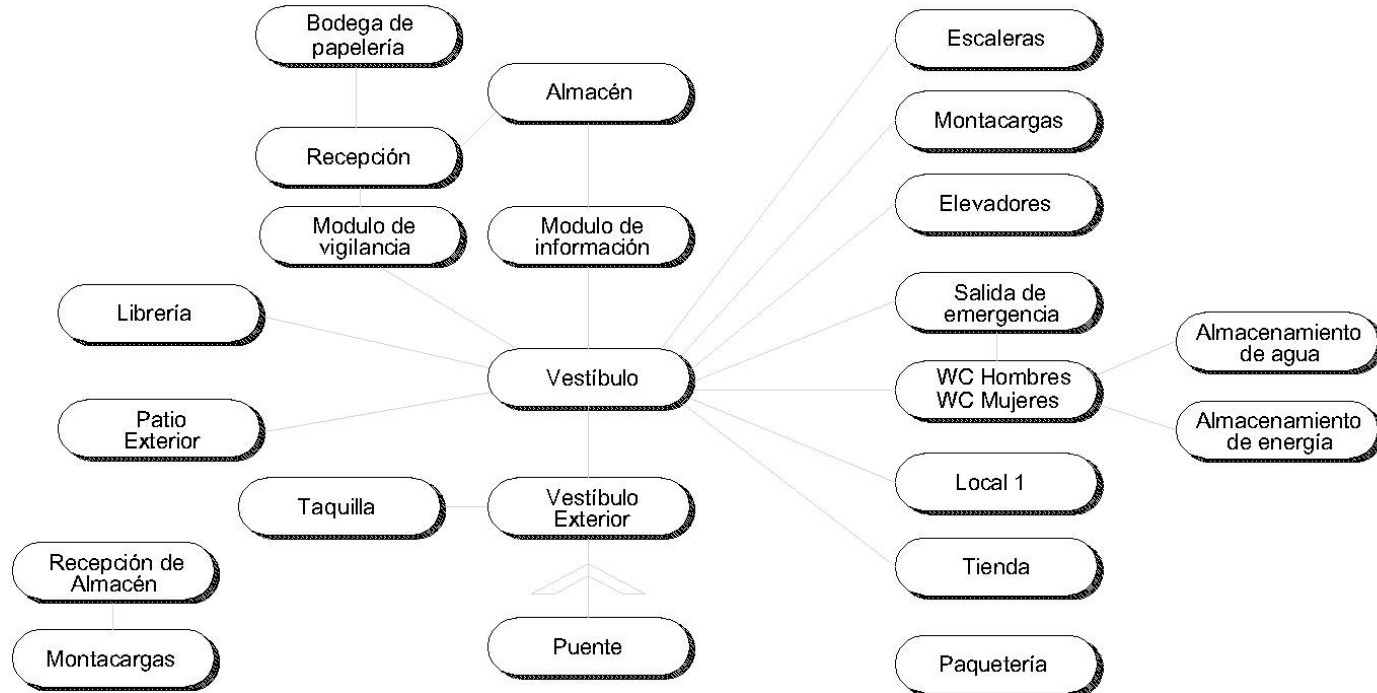 Bodega de
papelería
Escaleras
Almacén
Montacargas
Recepción
Elevadores
Modulo de
vigilancia
Modulo de
información
Salida de
emergencia
Librería
Almacenamiento
de agua
Vestíbulo
WC Hombres
WC Mujeres
Patio
Exterior
Almacenamiento
de energía
Local 1
Taquilla
Vestíbulo
Exterior
Tienda
Recepción de
Almacén
Puente
Montacargas
Paquetería